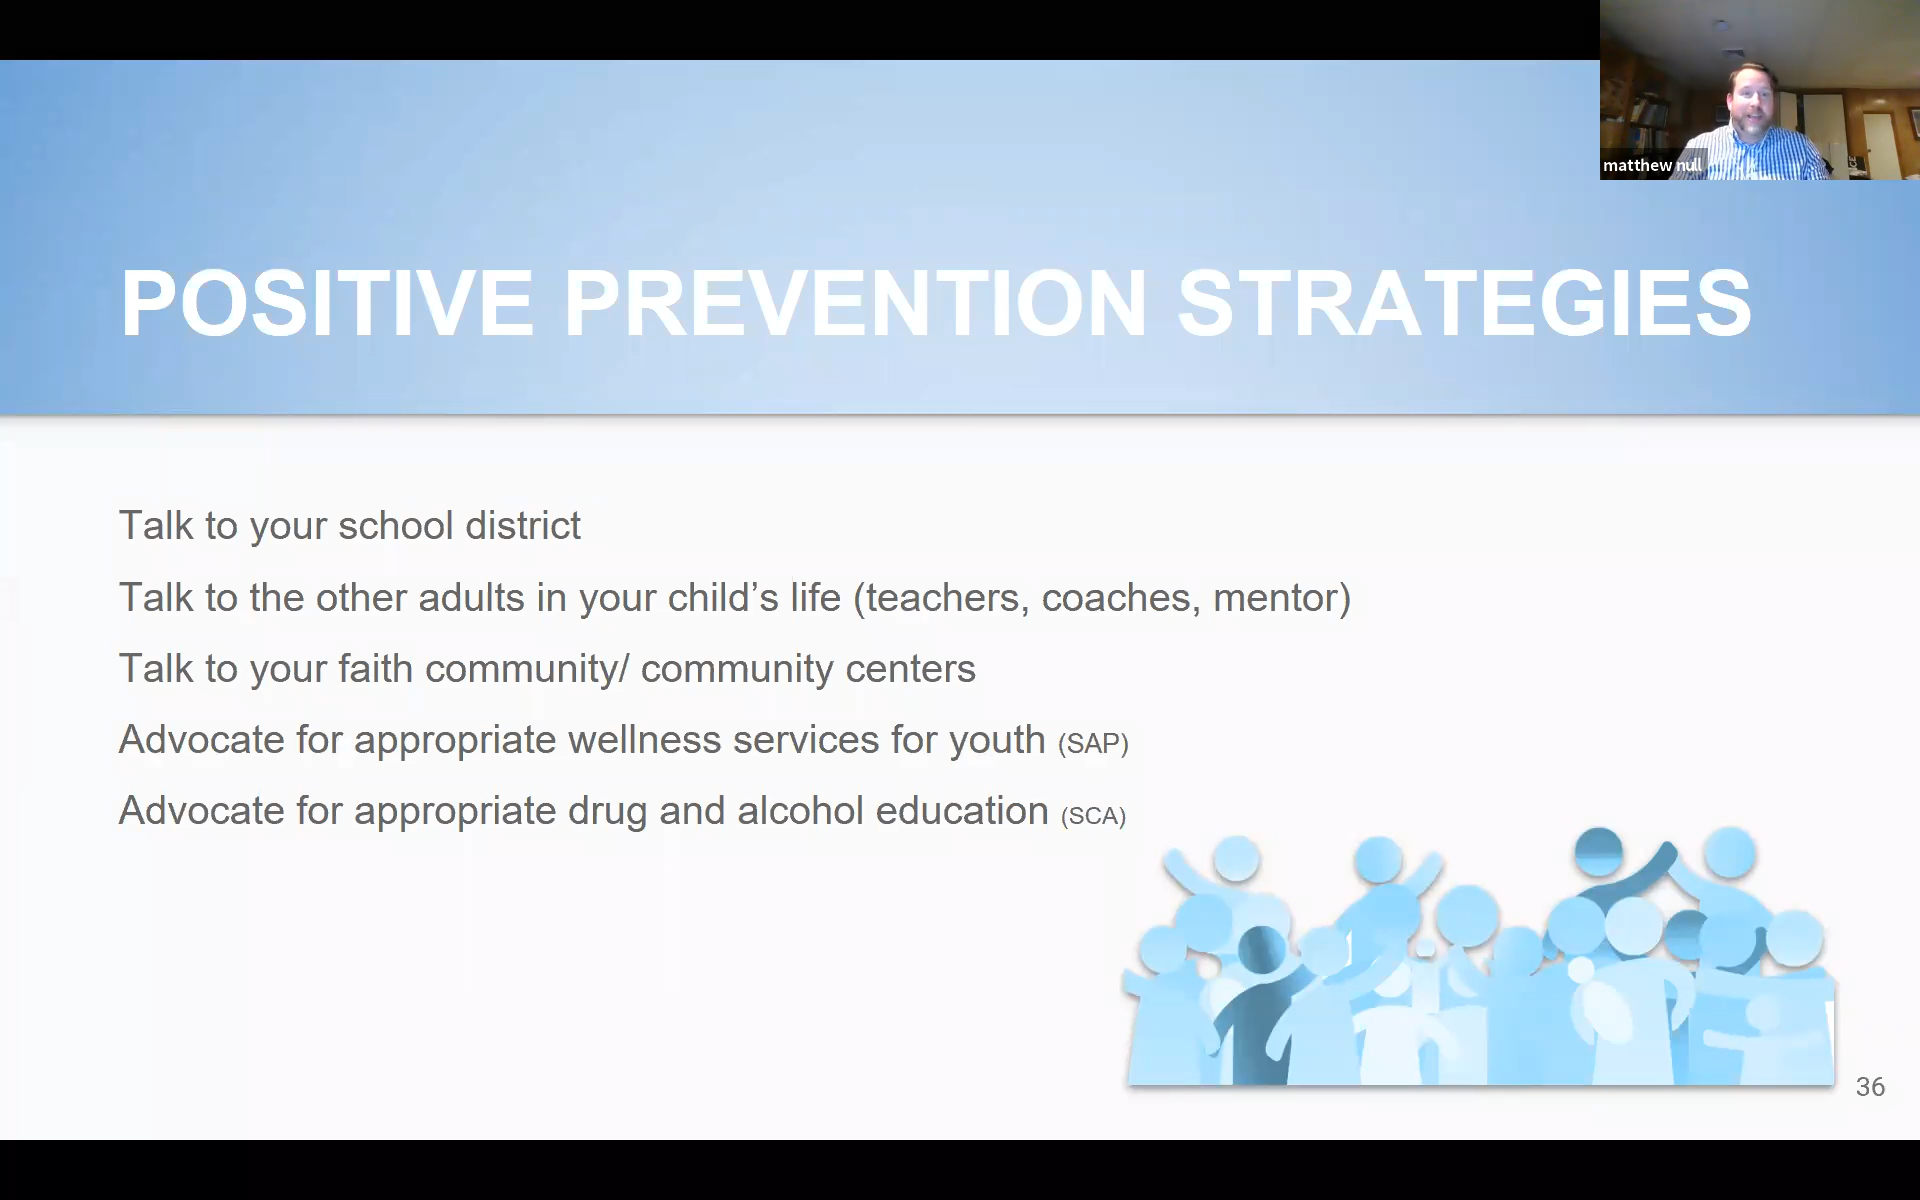 matthew null
POSITIVE PREVENTION STRATEGIES
Talk to your school district
Talk to the other adults in your child’s life (teachers, coaches, mentor)
Talk to your faith community/ community centers
Advocate for appropriate wellness services for youth (SAP)
Advocate for appropriate drug and alcohol education (SCA)
36